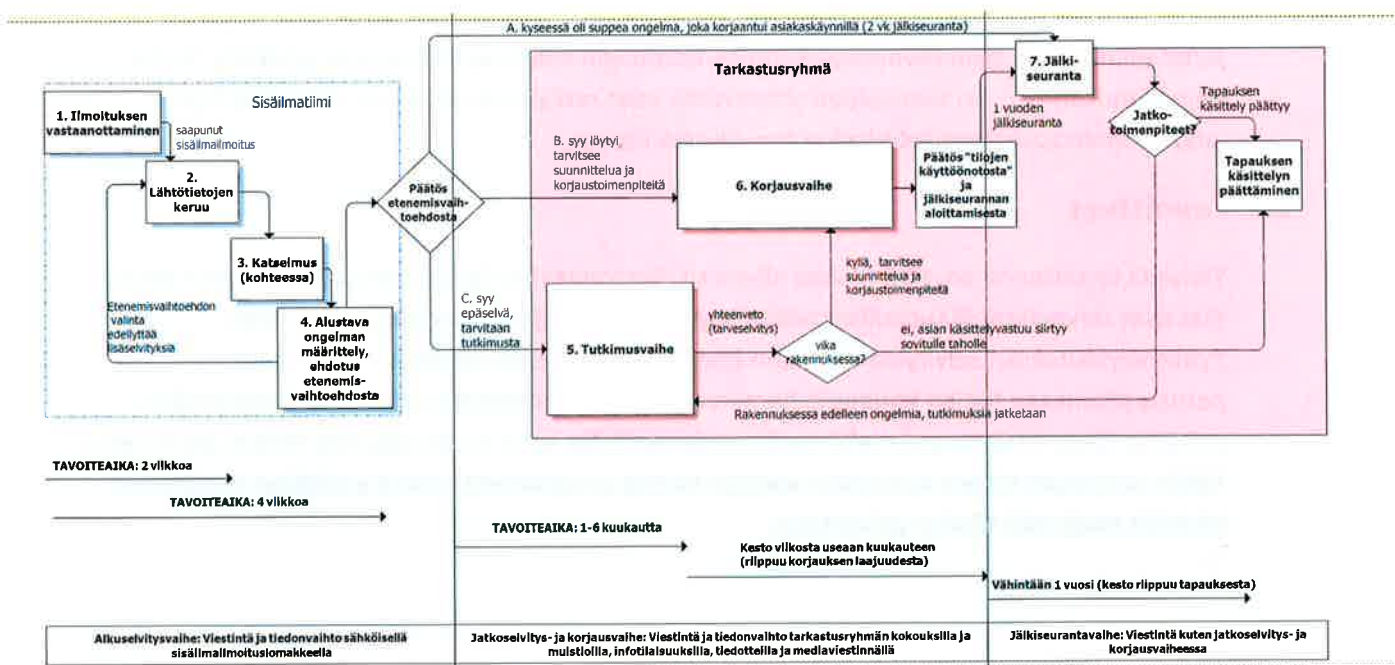 A. kyseessä oli suppea ongelma, joka korjaantui asiakaskäynnillä (2 vk jälkiseuranta)
Tarkastusryhmä
Sisäilmatiimi
1. Ilmoituksen
vastaanottaminen
saapunut
sisäilmailmoitus
2.
Lähtötietojen
keruu
3. Katselmus
(kohteessa)
4. Alustava
ongelman
määrittely,
ehdotus
etenemis-
vaihtoehdosta
Etenemisvaihtoehdon
valinta
edellyttää
lisäselvityksiä
Päätös
etenemisvaih-
toehdosta
B. syy löytyi,
tarvitsee
suunnittelua ja
korjaustoimenpiteitä
C. syy
epäselvä,
tarvitaan
tutkimusta
5. Tutkimusvaihe
yhteenveto
(tarveselvitys)
vika
rakennuksessa?
kyllä, tarvitsee
suunnittelua ja
korjaustoimenpiteitä
ei, asian käsittelyvastuu siirtyy
sovitulle taholle
6. Korjausvaihe
Päätös "tilojen
käyttöönotosta"
ja
jälkiseurannan
aloittamisesta
1 vuoden
jälkiseuranta
7. Jälki-
seuranta
Jatko-
toimenpiteet?
Tapauksen
käsittely päättyy
Tapauksen
käsittelyn
päättäminen
Rakennuksessa edelleen ongelmia, tutkimuksia jatketaan
TAVOITEAIKA: 2 viikkoa
TAVOITEAIKA: 4 viikkoa
TAVOITEAIKA: 1-6 kuukautta
Kesto viikosta useaan kuukauteen
(riippuu korjauksen laajuudesta)
Vähintään 1 vuosi (kesto riippuu tapauksesta)
Alkuselvitysvaihe: Viestintä ja tiedonvaihto sähköisellä
sisäilmailmoituslomakkeella
Jatkoselvitys- ja korjausvaihe: Viestintä ja tiedonvaihto tarkastusryhmän kokouksilla ja
muistioilla, infotilaisuuksilla, tiedotteilla ja mediaviestinnällä
Jälkiseurantavaihe: Viestintä kuten jatkoselvitys- ja
korjausvaiheessa